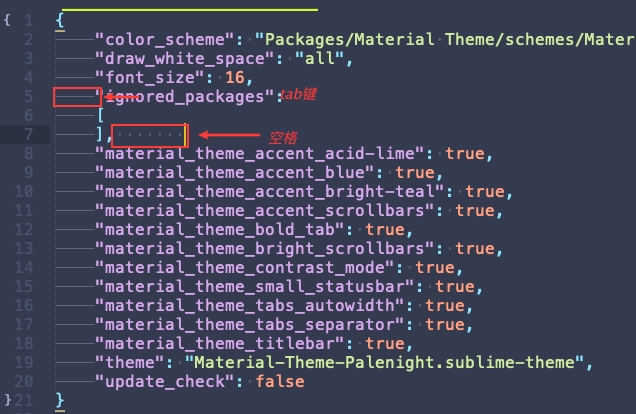 { 1 {
2 "color_scheme": "Packages/Material Theme/schemes/Mater
3 "draw_white_space": "all",
4 "font_size": 16,
5 "ignored_packages": tab键
6 [
7 ], 空格
8 "material_theme_accent_acid-lime": true,
9 "material_theme_accent_blue": true,
10 "material_theme_accent_bright-teal": true,
11 "material_theme_accent_scrollbars": true,
12 "material_theme_bold_tab": true,
13 "material_theme_bright_scrollbars": true,
14 "material_theme_contrast_mode": true,
15 "material_theme_small_statusbar": true,
16 "material_theme_tabs_autowidth": true,
17 "material_theme_tabs_separator": true,
18 "material_theme_titlebar": true,
19 "theme": "Material-Theme-Palenight.sublime-theme",
20 "update_check": false
} 21 }